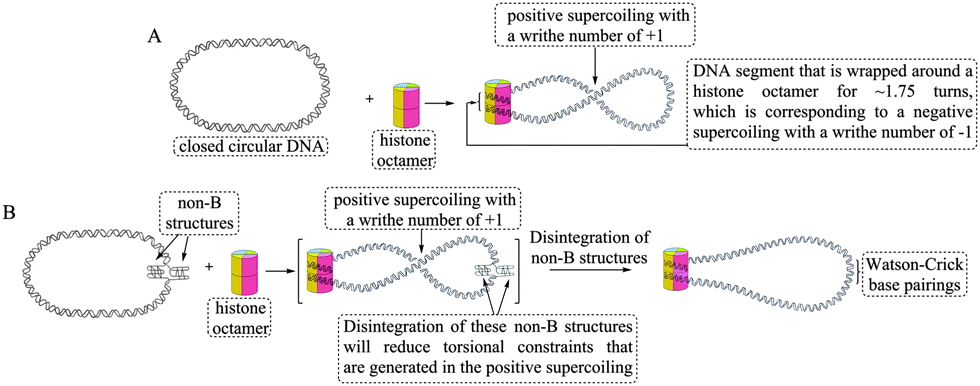 A
positive supercoiling with
a writhe number of +1
closed circular DNA
+
histone
octamer
DNA segment that is wrapped around a
histone octamer for ~1.75 turns,
which is corresponding to a negative
supercoiling with a writhe number of -1
B
non-B
structures
+
histone
octamer
positive supercoiling with
a writhe number of +1
Disintegration of these non-B structures
will reduce torsional constraints that
are generated in the positive supercoiling
Disintegration of
non-B structures
Watson-Crick
base pairings